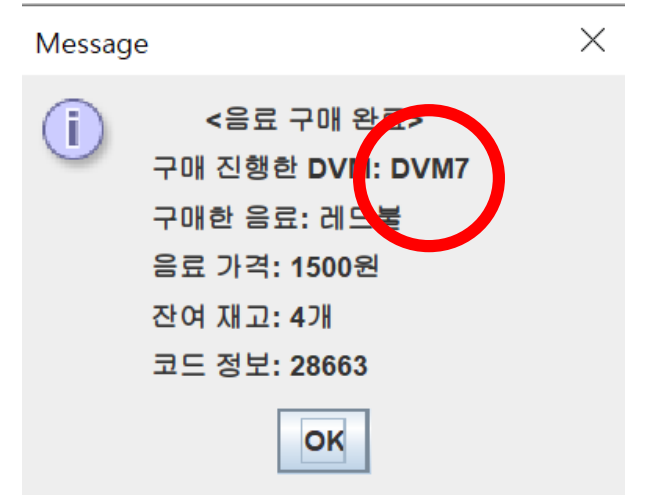 Message
<음료 구매 완료>
구매 진행한 DVM: DVM7
구매한 음료: 레드불
음료 가격: 1500원
잔여 재고: 4개
코드 정보: 28663
OK